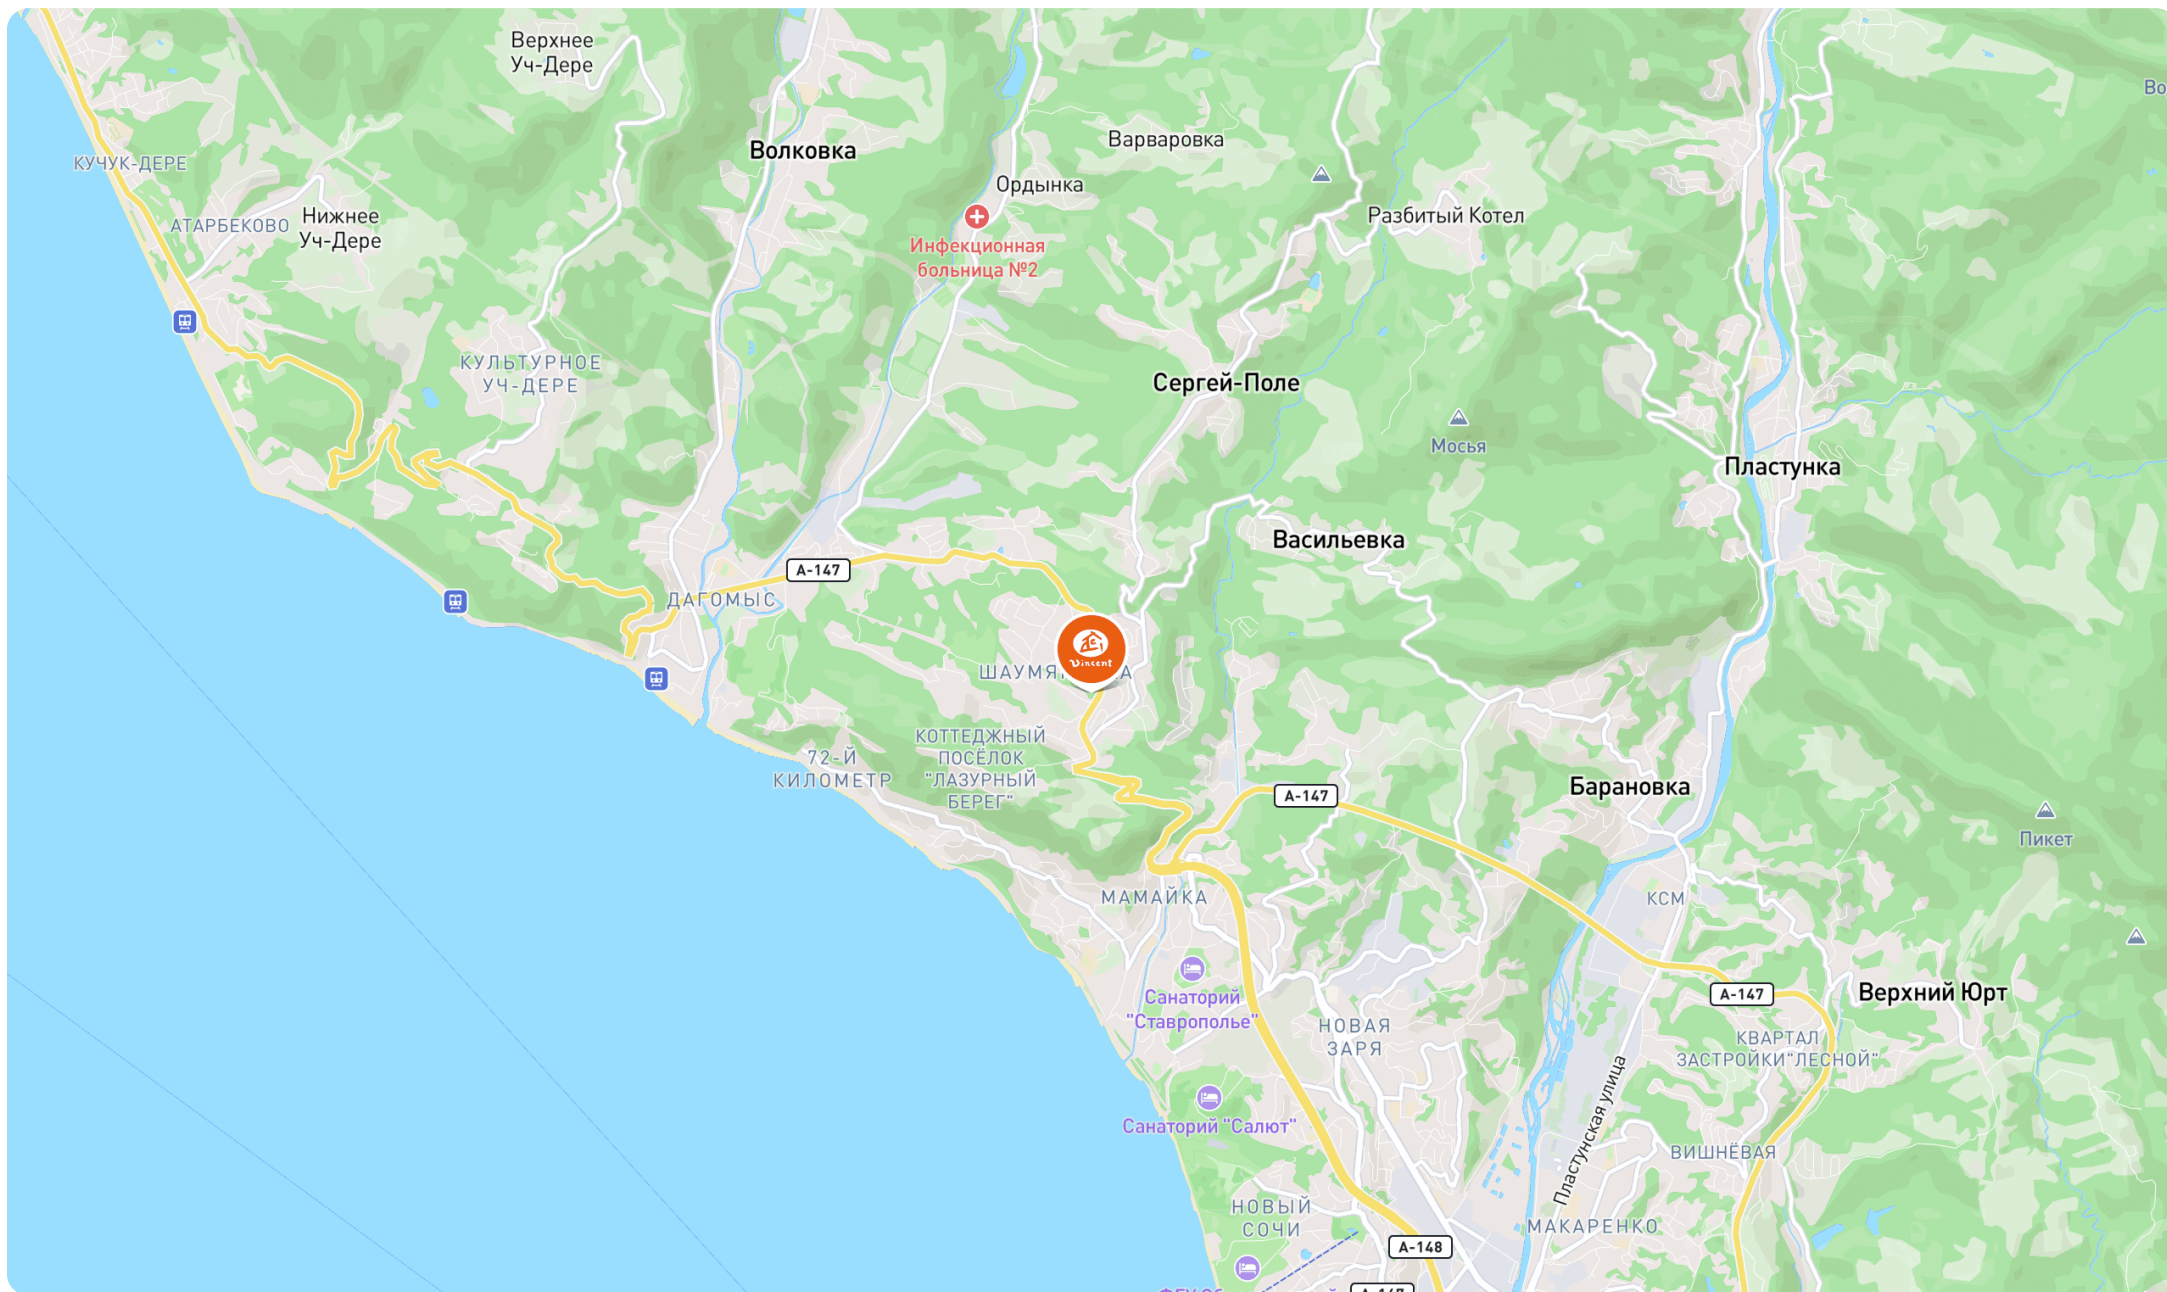 Верхнее
Уч-Дере
Во
Волковка
Варваровка
КУЧУК-ДЕРЕ
Ордынка
АТАРБЕКОВО
Нижнее
Уч-Дере
Разбитый Котел
Инфекционная
больница №2
КУЛЬТУРНОЕ
УЧ-ДЕРЕ
Сергей-Поле
Мосья
Пластунка
Васильевка
А-147
ДАГОМЫС
Vincent
КОТТЕДЖНЫЙ
ПОСЁЛОК
"ЛАЗУРНЫЙ
БЕРЕГ"
72-Й
КИЛОМЕТР
А-147
Барановка
Пикет
МАМАЙКА
КСМ
Санаторий
"Ставрополье"
А-147
Верхний Юрт
НОВАЯ
ЗАРЯ
КВАРТАЛ
ЗАСТРОЙКИ"ЛЕСНОЙ"
Санаторий "Салют"
Пластунская улица
ВИШНЁВАЯ
НОВЫЙ
СОЧИ
МАКАРЕНКО
А-148
А-147